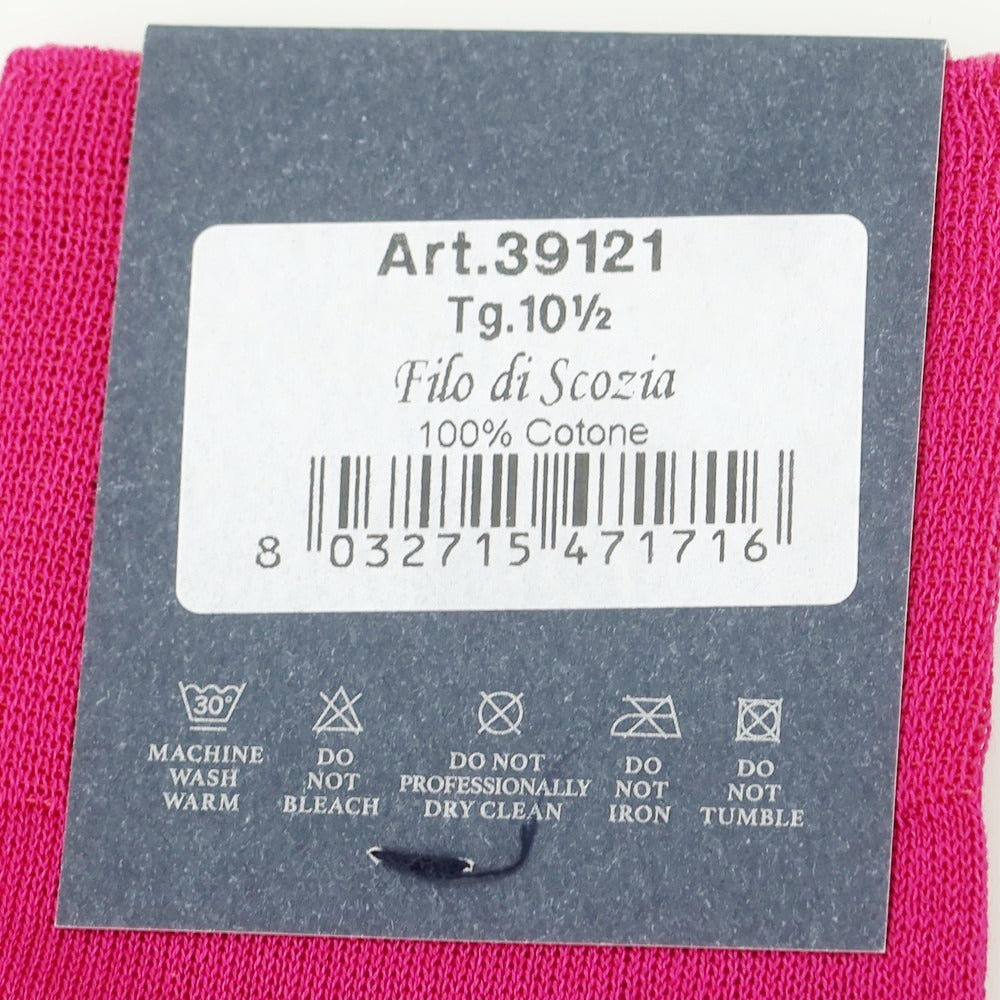 Art.39121
Tg.10½
Filo di Scozia
100% Cotone
8 032715 471716
30°
MACHINE WASH WARM
DO NOT BLEACH
DO NOT PROFESSIONALLY DRY CLEAN
DO NOT IRON
DO NOT TUMBLE